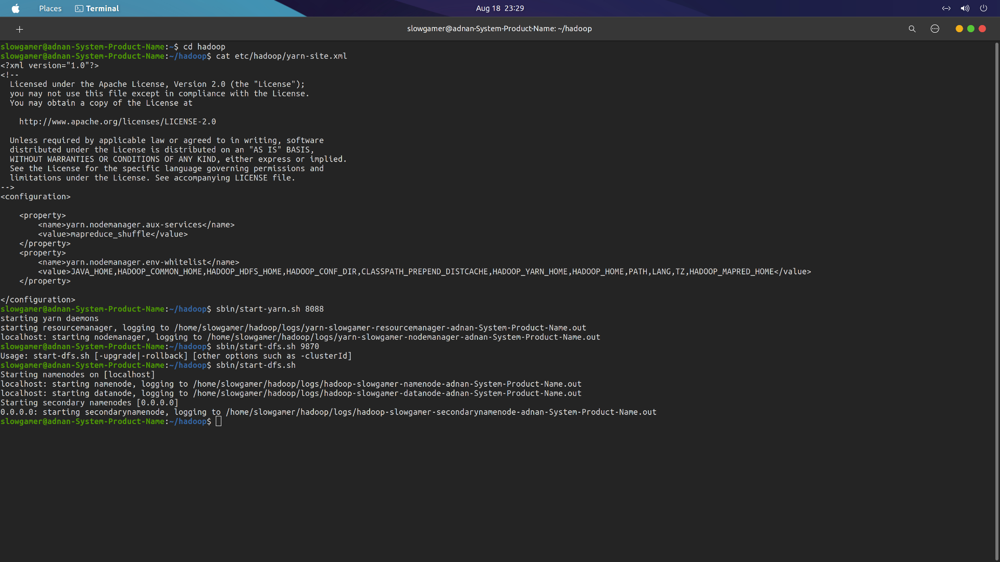 Places Terminal Aug 18 23:29
slowgamer@adnan-System-Product-Name: ~/hadoop
slowgamer@adnan-System-Product-Name:~$ cd hadoop
slowgamer@adnan-System-Product-Name:~/hadoop$ cat etc/hadoop/yarn-site.xml
<?xml version="1.0"?>
<!--
  Licensed under the Apache License, Version 2.0 (the "License");
  you may not use this file except in compliance with the License.
  You may obtain a copy of the License at

    http://www.apache.org/licenses/LICENSE-2.0

  Unless required by applicable law or agreed to in writing, software
  distributed under the License is distributed on an "AS IS" BASIS,
  WITHOUT WARRANTIES OR CONDITIONS OF ANY KIND, either express or implied.
  See the License for the specific language governing permissions and
  limitations under the License. See accompanying LICENSE file.
-->
<configuration>

    <property>
        <name>yarn.nodemanager.aux-services</name>
        <value>mapreduce_shuffle</value>
    </property>
    <property>
        <name>yarn.nodemanager.env-whitelist</name>
        <value>JAVA_HOME,HADOOP_COMMON_HOME,HADOOP_HDFS_HOME,HADOOP_CONF_DIR,CLASSPATH_PREPEND_DISTCACHE,HADOOP_YARN_HOME,HADOOP_HOME,PATH,LANG,TZ,HADOOP_MAPRED_HOME</value>
    </property>

</configuration>
slowgamer@adnan-System-Product-Name:~/hadoop$ sbin/start-yarn.sh 8088
starting yarn daemons
starting resourcemanager, logging to /home/slowgamer/hadoop/logs/yarn-slowgamer-resourcemanager-adnan-System-Product-Name.out
localhost: starting nodemanager, logging to /home/slowgamer/hadoop/logs/yarn-slowgamer-nodemanager-adnan-System-Product-Name.out
slowgamer@adnan-System-Product-Name:~/hadoop$ sbin/start-dfs.sh 9870
Usage: start-dfs.sh [-upgrade|-rollback] [other options such as -clusterId]
slowgamer@adnan-System-Product-Name:~/hadoop$ sbin/start-dfs.sh
Starting namenodes on [localhost]
localhost: starting namenode, logging to /home/slowgamer/hadoop/logs/hadoop-slowgamer-namenode-adnan-System-Product-Name.out
localhost: starting datanode, logging to /home/slowgamer/hadoop/logs/hadoop-slowgamer-datanode-adnan-System-Product-Name.out
Starting secondary namenodes [0.0.0.0]
0.0.0.0: starting secondarynamenode, logging to /home/slowgamer/hadoop/logs/hadoop-slowgamer-secondarynamenode-adnan-System-Product-Name.out
slowgamer@adnan-System-Product-Name:~/hadoop$